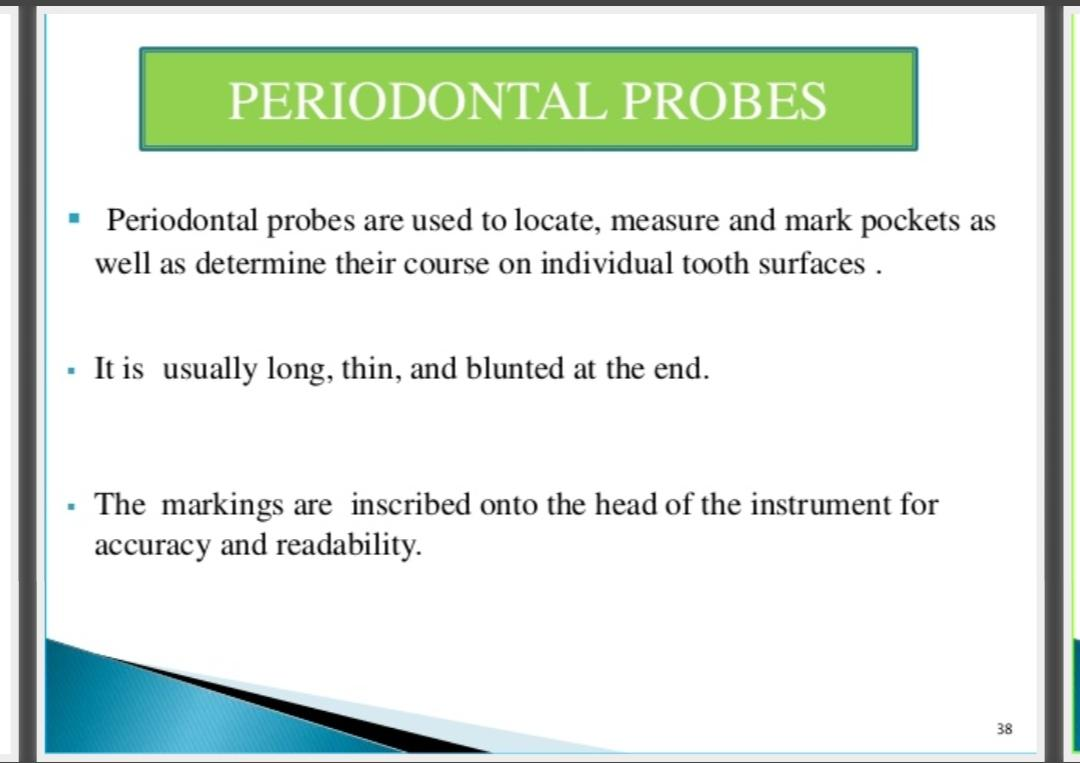 PERIODONTAL PROBES
Periodontal probes are used to locate, measure and mark pockets as
well as determine their course on individual tooth surfaces .
It is usually long, thin, and blunted at the end.
The markings are inscribed onto the head of the instrument for
accuracy and readability.
38